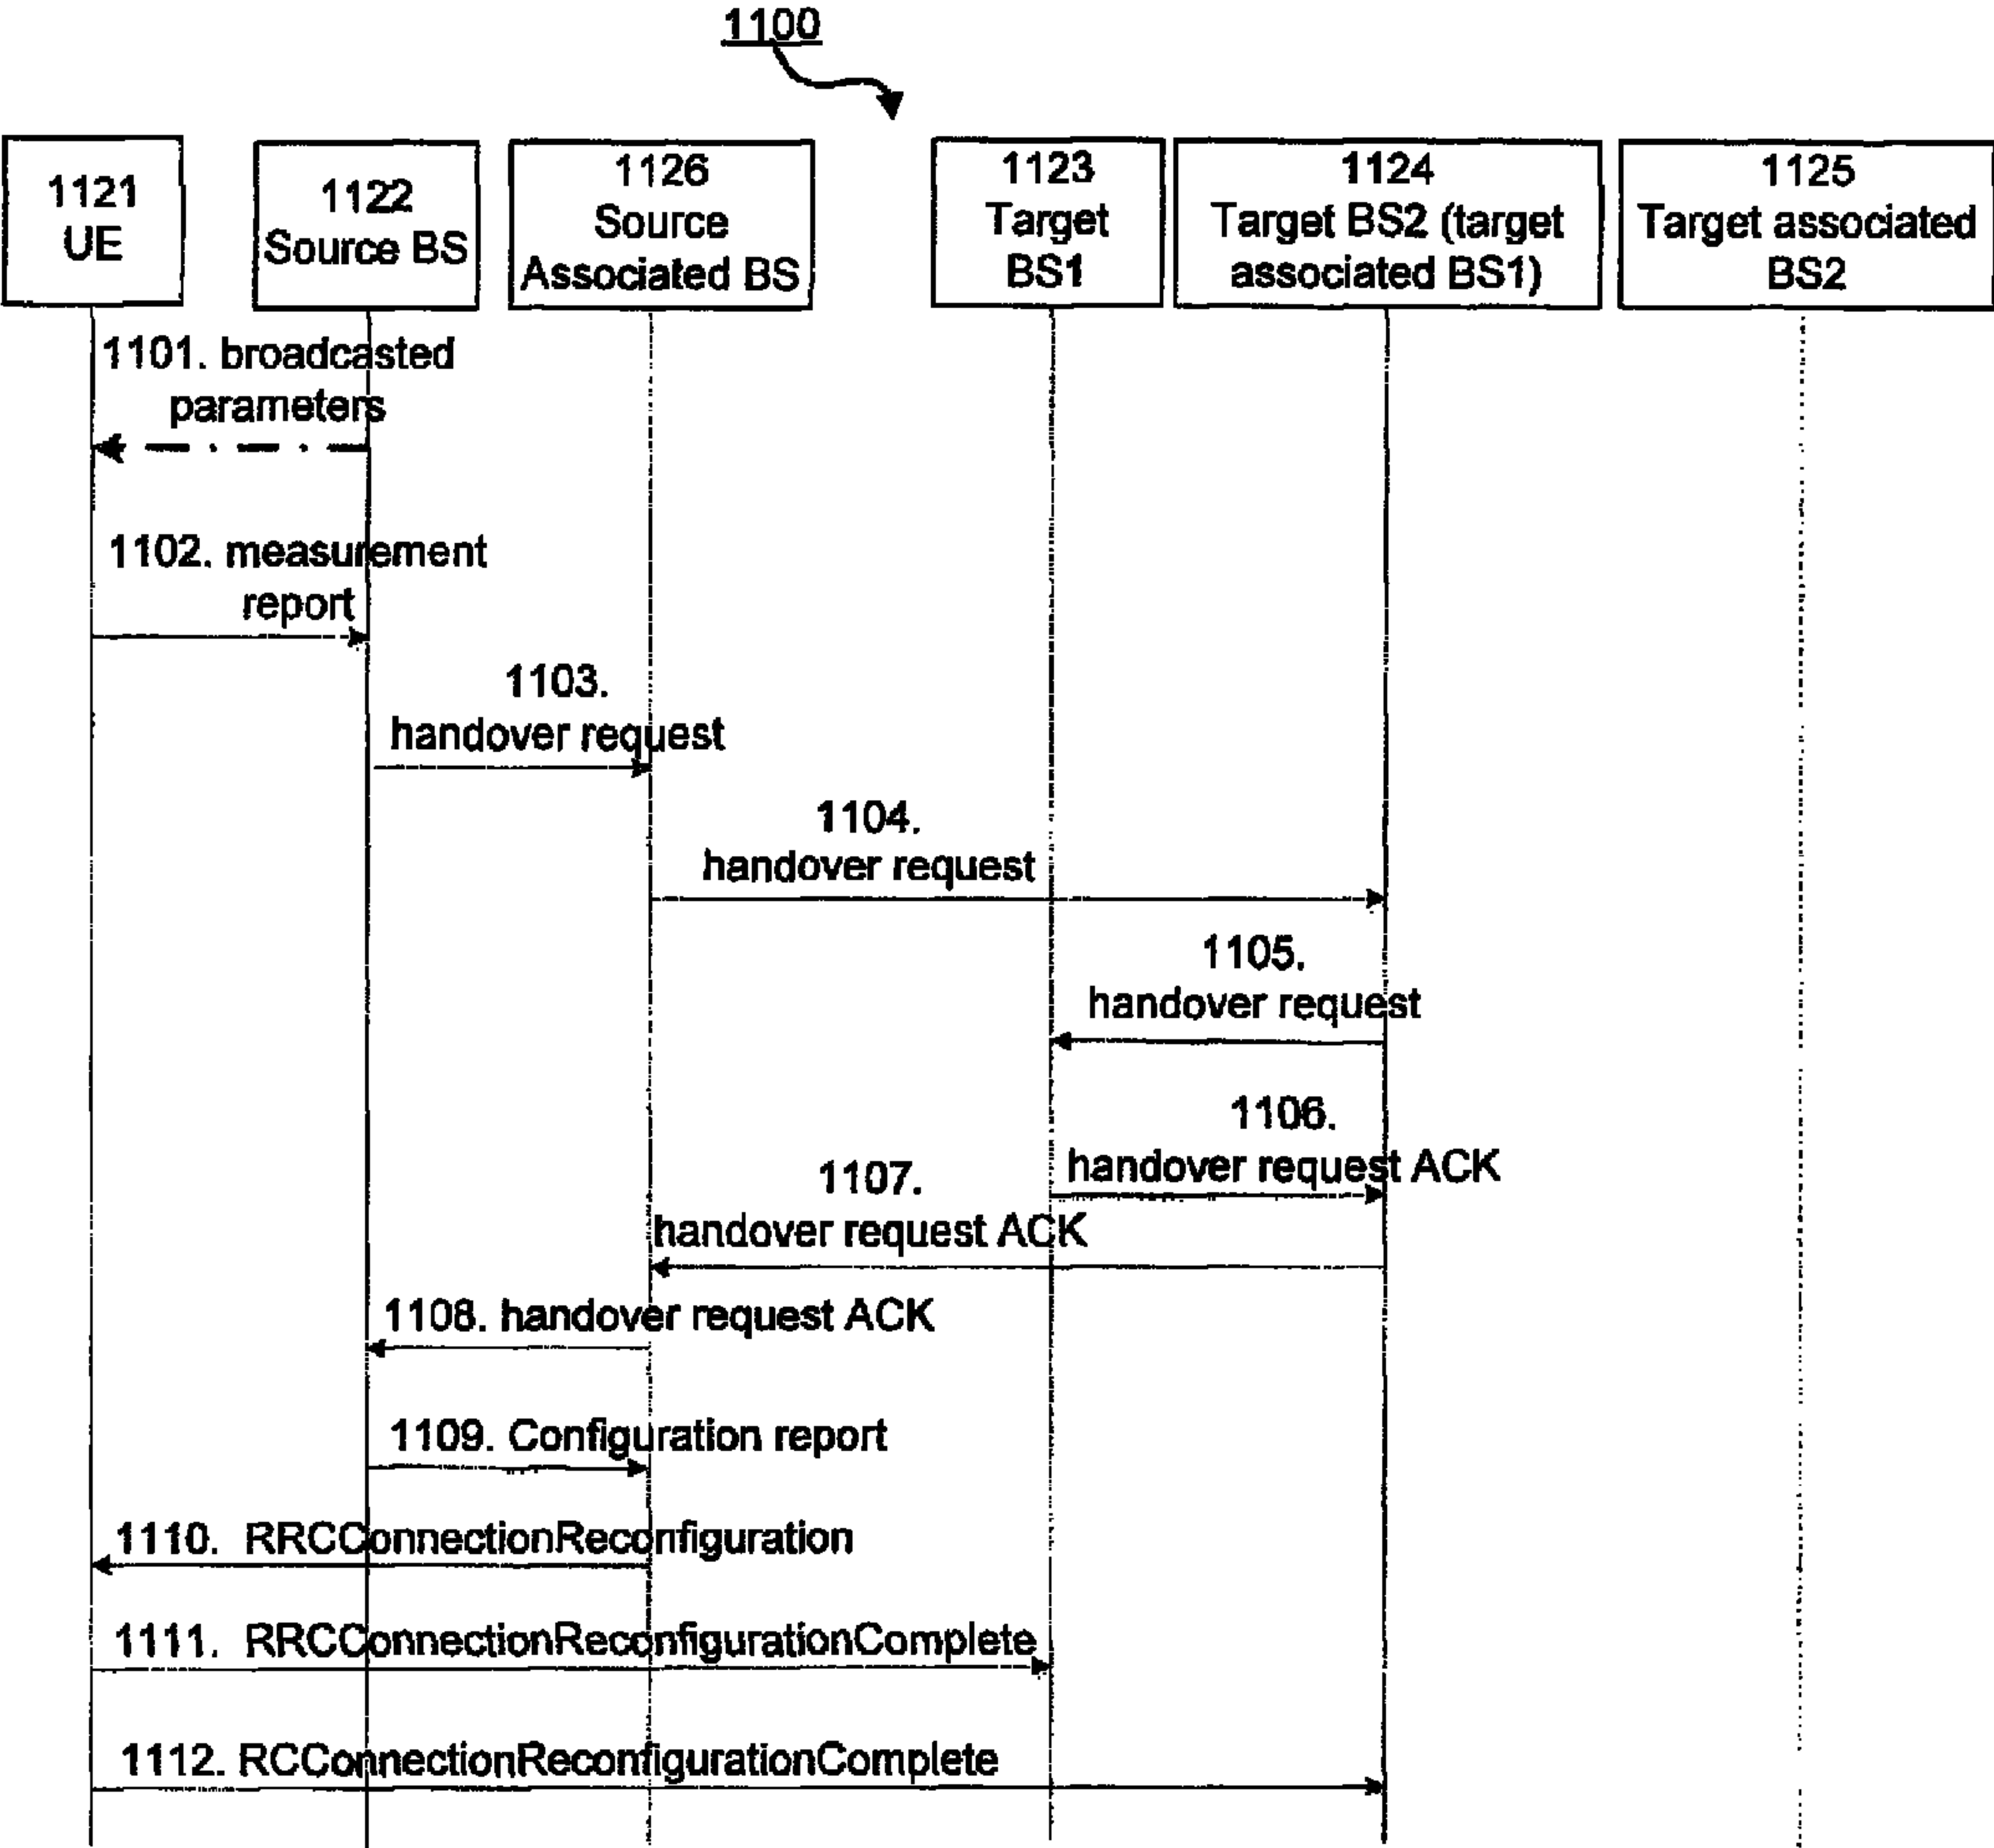 1100
1121
UE
1122
Source BS
1126
Source
Associated BS
1123
Target
BS1
1124
Target BS2 (target
associated BS1)
1125
Target associated
BS2
1101. broadcasted
parameters
1102. measurement
report
1103.
handover request
1104.
handover request
1105.
handover request
1106.
handover request ACK
1107.
handover request ACK
1108. handover request ACK
1109. Configuration report
1110. RRCConnectionReconfiguration
1111. RRCConnectionReconfigurationComplete
1112. RCConnectionReconfigurationComplete